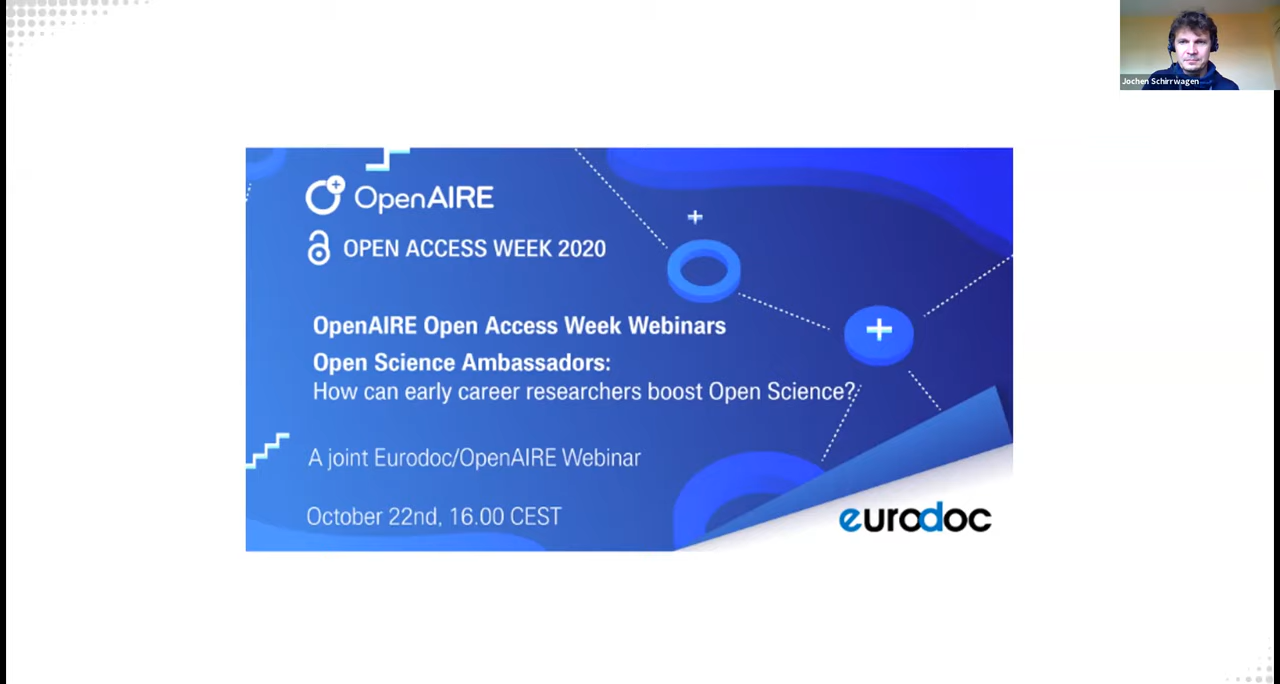 Jochen Schirrwagen
OpenAIRE
OPEN ACCESS WEEK 2020
OpenAIRE Open Access Week Webinars
Open Science Ambassadors:
How can early career researchers boost Open Science?
A joint Eurodoc/OpenAIRE Webinar
October 22nd, 16.00 CEST
eurodoc